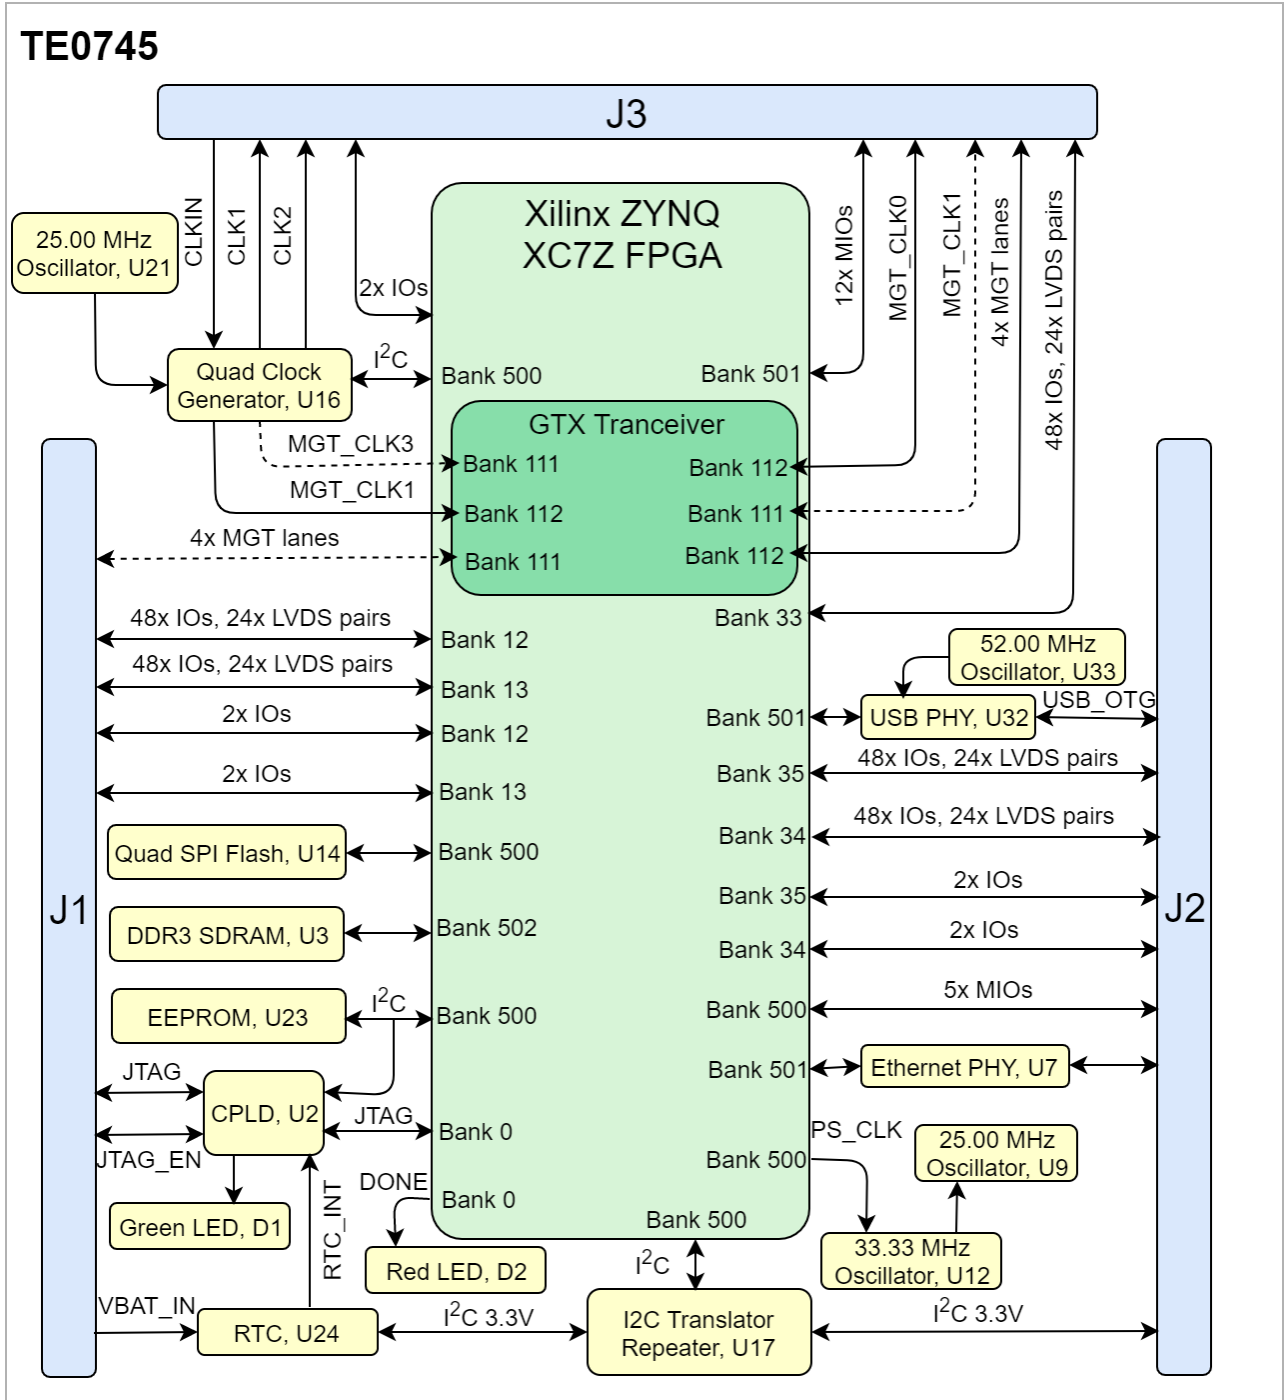 TE0745
J3
CLKIN
CLK1
CLK2
2x IOs
12x MIOs
MGT_CLK0
MGT_CLK1
4x MGT lanes
48x IOs, 24x LVDS pairs
Xilinx ZYNQ
XC7Z FPGA
25.00 MHz
Oscillator, U21
Quad Clock
Generator, U16
I2C
Bank 500
Bank 501
GTX Tranceiver
MGT_CLK3
Bank 111
Bank 112
MGT_CLK1
Bank 112
Bank 111
4x MGT lanes
Bank 111
Bank 112
48x IOs, 24x LVDS pairs
Bank 12
Bank 33
52.00 MHz
Oscillator, U33
48x IOs, 24x LVDS pairs
Bank 13
USB_OTG
2x IOs
Bank 12
Bank 501
USB PHY, U32
48x IOs, 24x LVDS pairs
Bank 35
2x IOs
Bank 13
48x IOs, 24x LVDS pairs
Bank 34
Quad SPI Flash, U14
Bank 500
2x IOs
Bank 35
J1
J2
DDR3 SDRAM, U3
Bank 502
2x IOs
Bank 34
EEPROM, U23
I2C
Bank 500
5x MIOs
Bank 500
JTAG
CPLD, U2
JTAG
Bank 0
Bank 501
Ethernet PHY, U7
JTAG_EN
PS_CLK
25.00 MHz
Oscillator, U9
Bank 500
DONE
Bank 0
Green LED, D1
RTC_INT
Bank 500
Red LED, D2
I2C
33.33 MHz
Oscillator, U12
VBAT_IN
RTC, U24
I2C 3.3V
I2C Translator
Repeater, U17
I2C 3.3V